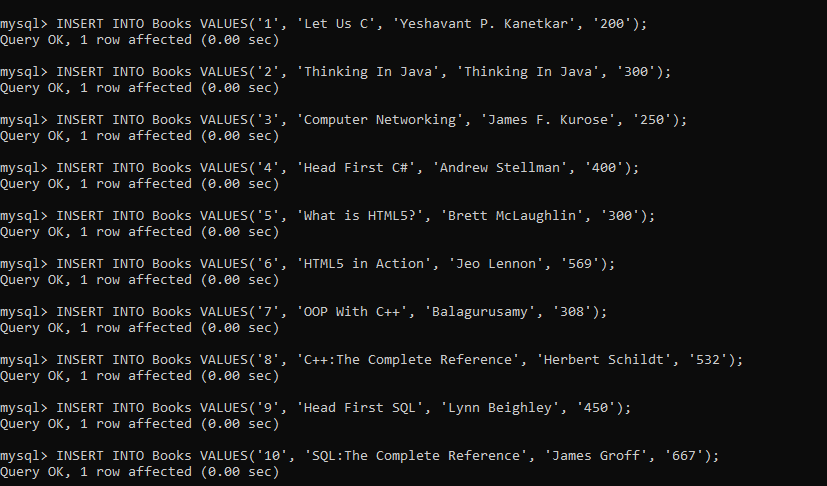 mysql> INSERT INTO Books VALUES('1', 'Let Us C', 'Yeshavant P. Kanetkar', '200');
Query OK, 1 row affected (0.00 sec)
mysql> INSERT INTO Books VALUES('2', 'Thinking In Java', 'Thinking In Java', '300');
Query OK, 1 row affected (0.00 sec)
mysql> INSERT INTO Books VALUES('3', 'Computer Networking', 'James F. Kurose', '250');
Query OK, 1 row affected (0.00 sec)
mysql> INSERT INTO Books VALUES('4', 'Head First C#', 'Andrew Stellman', '400');
Query OK, 1 row affected (0.00 sec)
mysql> INSERT INTO Books VALUES('5', 'What is HTML5?', 'Brett McLaughlin', '300');
Query OK, 1 row affected (0.00 sec)
mysql> INSERT INTO Books VALUES('6', 'HTML5 in Action', 'Jeo Lennon', '569');
Query OK, 1 row affected (0.00 sec)
mysql> INSERT INTO Books VALUES('7', 'OOP With C++', 'Balagurusamy', '308');
Query OK, 1 row affected (0.00 sec)
mysql> INSERT INTO Books VALUES('8', 'C++:The Complete Reference', 'Herbert Schildt', '532');
Query OK, 1 row affected (0.00 sec)
mysql> INSERT INTO Books VALUES('9', 'Head First SQL', 'Lynn Beighley', '450');
Query OK, 1 row affected (0.00 sec)
mysql> INSERT INTO Books VALUES('10', 'SQL:The Complete Reference', 'James Groff', '667');
Query OK, 1 row affected (0.00 sec)